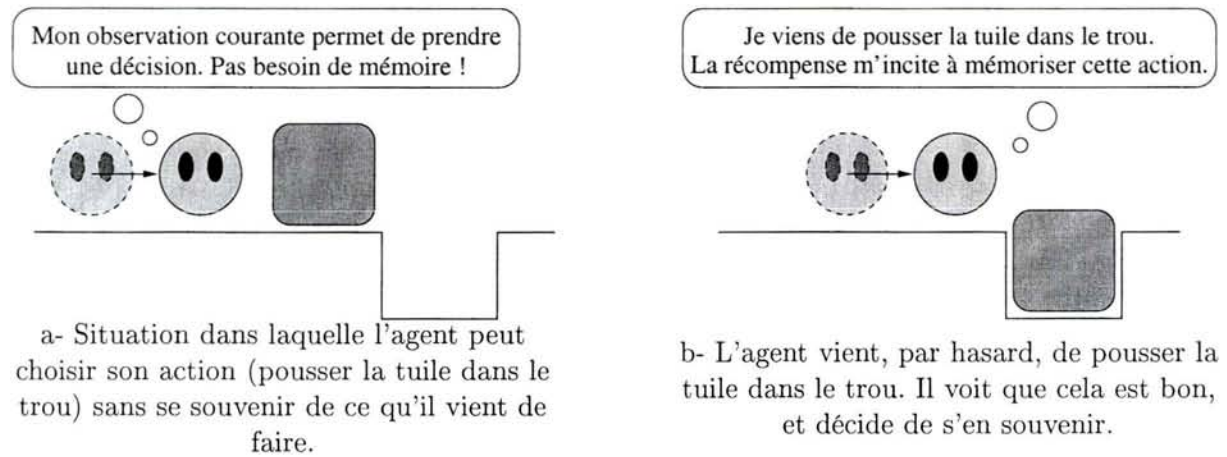 Mon observation courante permet de prendre
une décision. Pas besoin de mémoire !
a- Situation dans laquelle l'agent peut
choisir son action (pousser la tuile dans le
trou) sans se souvenir de ce qu'il vient de
faire.
Je viens de pousser la tuile dans le trou.
La récompense m'incite à mémoriser cette action.
b- L'agent vient, par hasard, de pousser la
tuile dans le trou. Il voit que cela est bon,
et décide de s'en souvenir.